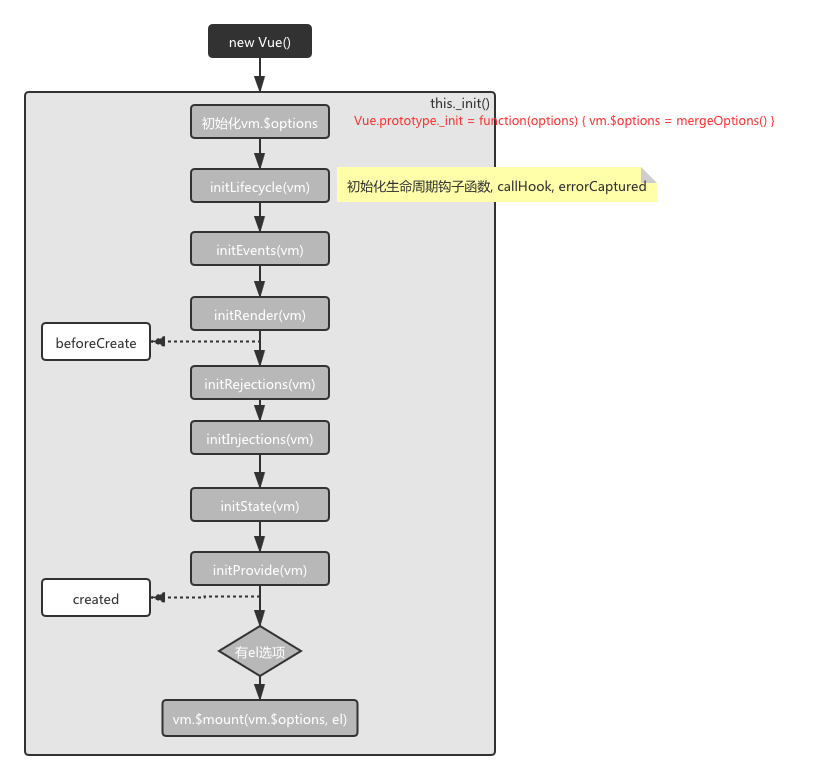 new Vue()
this._init()
初始化vm.$options
Vue.prototype._init = function(options) { vm.$options = mergeOptions() }
initLifecycle(vm)
初始化生命周期钩子函数, callHook, errorCaptured
initEvents(vm)
initRender(vm)
beforeCreate
initRejections(vm)
initInjections(vm)
initState(vm)
initProvide(vm)
created
有el选项
vm.$mount(vm.$options, el)